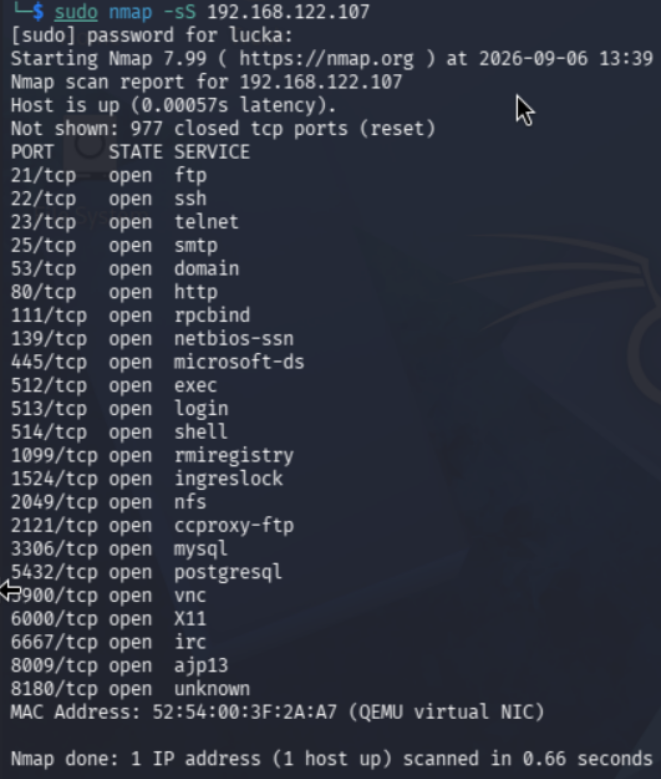 └─$ sudo nmap -sS 192.168.122.107
[sudo] password for lucka:
Starting Nmap 7.99 ( https://nmap.org ) at 2026-09-06 13:39
Nmap scan report for 192.168.122.107
Host is up (0.00057s latency).
Not shown: 977 closed tcp ports (reset)
PORT     STATE SERVICE
21/tcp   open  ftp
22/tcp   open  ssh
23/tcp   open  telnet
25/tcp   open  smtp
53/tcp   open  domain
80/tcp   open  http
111/tcp  open  rpcbind
139/tcp  open  netbios-ssn
445/tcp  open  microsoft-ds
512/tcp  open  exec
513/tcp  open  login
514/tcp  open  shell
1099/tcp open  rmiregistry
1524/tcp open  ingreslock
2049/tcp open  nfs
2121/tcp open  ccproxy-ftp
3306/tcp open  mysql
5432/tcp open  postgresql
5900/tcp open  vnc
6000/tcp open  X11
6667/tcp open  irc
8009/tcp open  ajp13
8180/tcp open  unknown
MAC Address: 52:54:00:3F:2A:A7 (QEMU virtual NIC)
Nmap done: 1 IP address (1 host up) scanned in 0.66 seconds